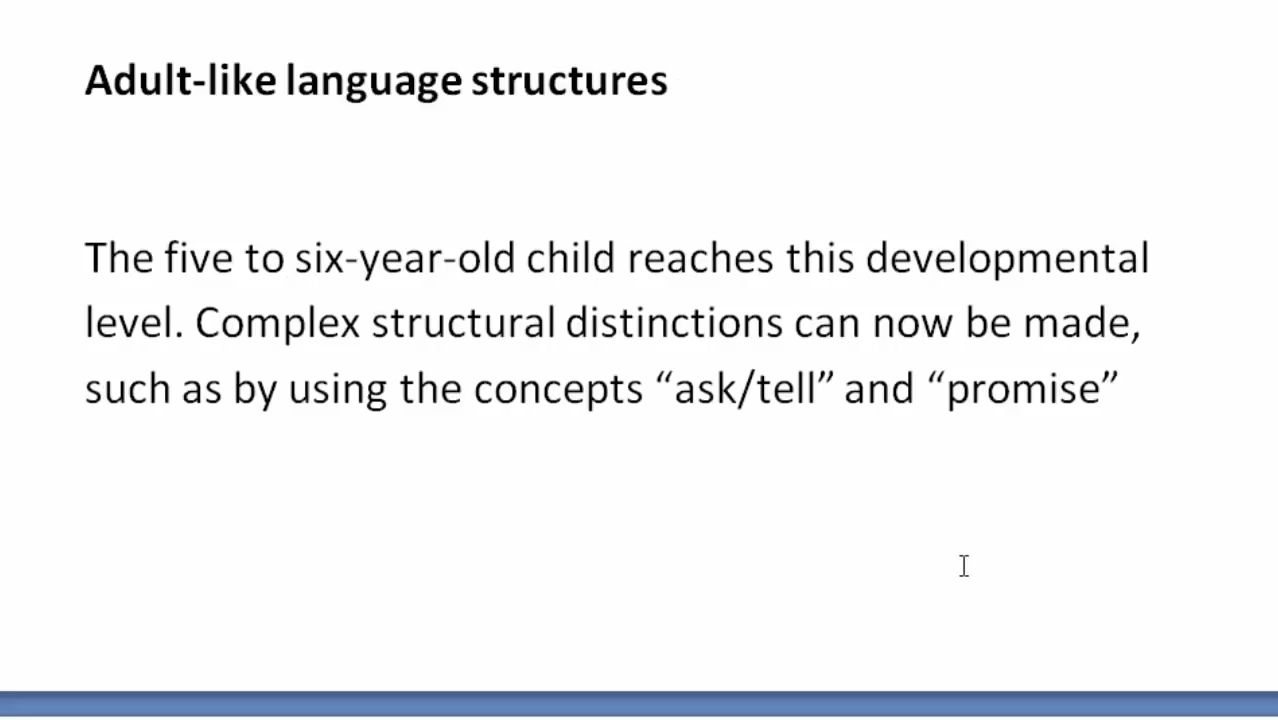 Adult-like language structures
The five to six-year-old child reaches this developmental
level. Complex structural distinctions can now be made,
such as by using the concepts “ask/tell” and “promise”